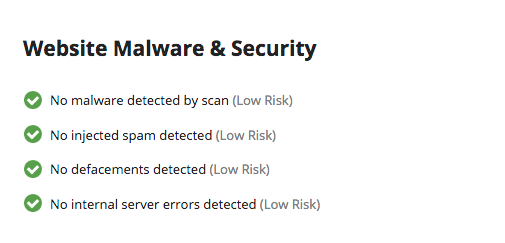 Website Malware & Security
No malware detected by scan (Low Risk)
No injected spam detected (Low Risk)
No defacements detected (Low Risk)
No internal server errors detected (Low Risk)